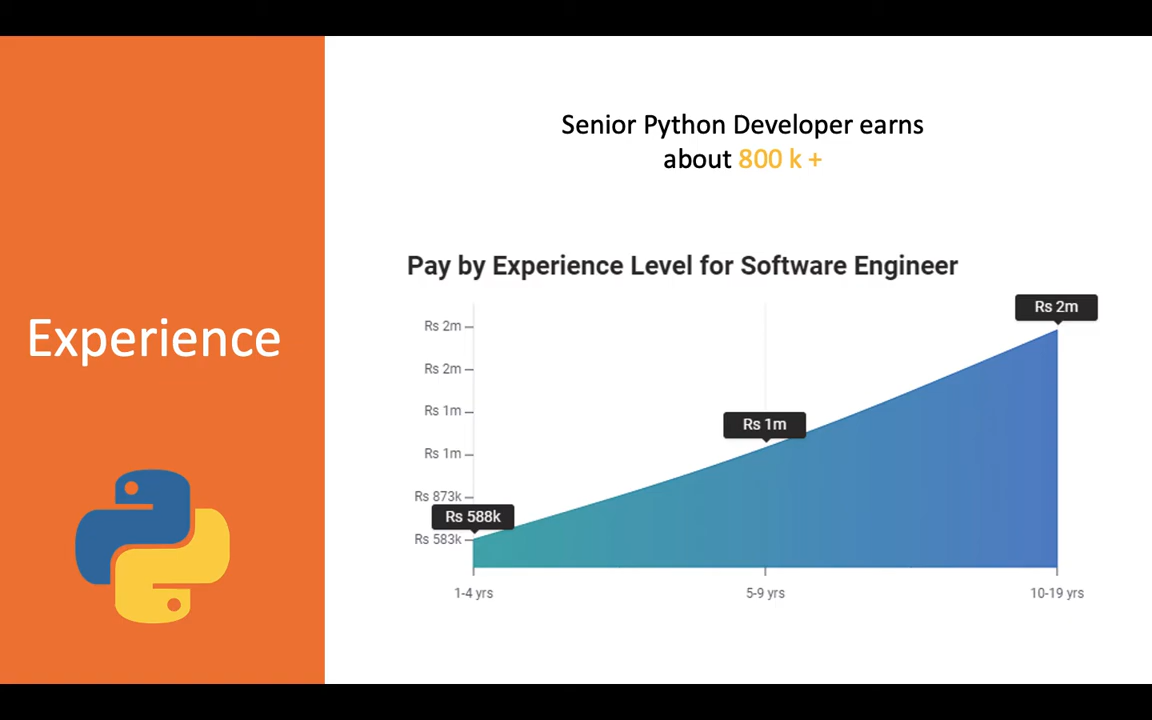 Senior Python Developer earns
about 800 k +
Experience
Pay by Experience Level for Software Engineer
Rs 2m
Rs 2m
Rs 1m
Rs 1m
Rs 873k
Rs 583k
Rs 588k
Rs 1m
Rs 2m
1-4 yrs
5-9 yrs
10-19 yrs